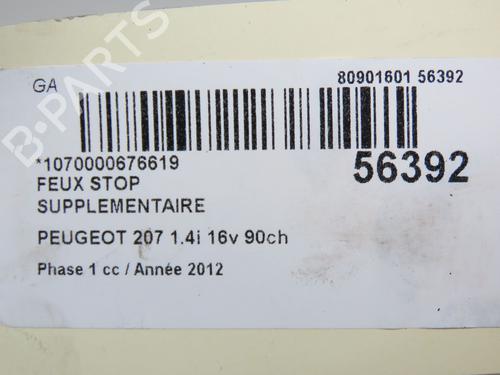 GA
80901601 56392
*1070000676619
56392
FEUX STOP
SUPPLEMENTAIRE
PEUGEOT 207 1.4i 16v 90ch
Phase 1 cc / Année 2012
B-PARTS